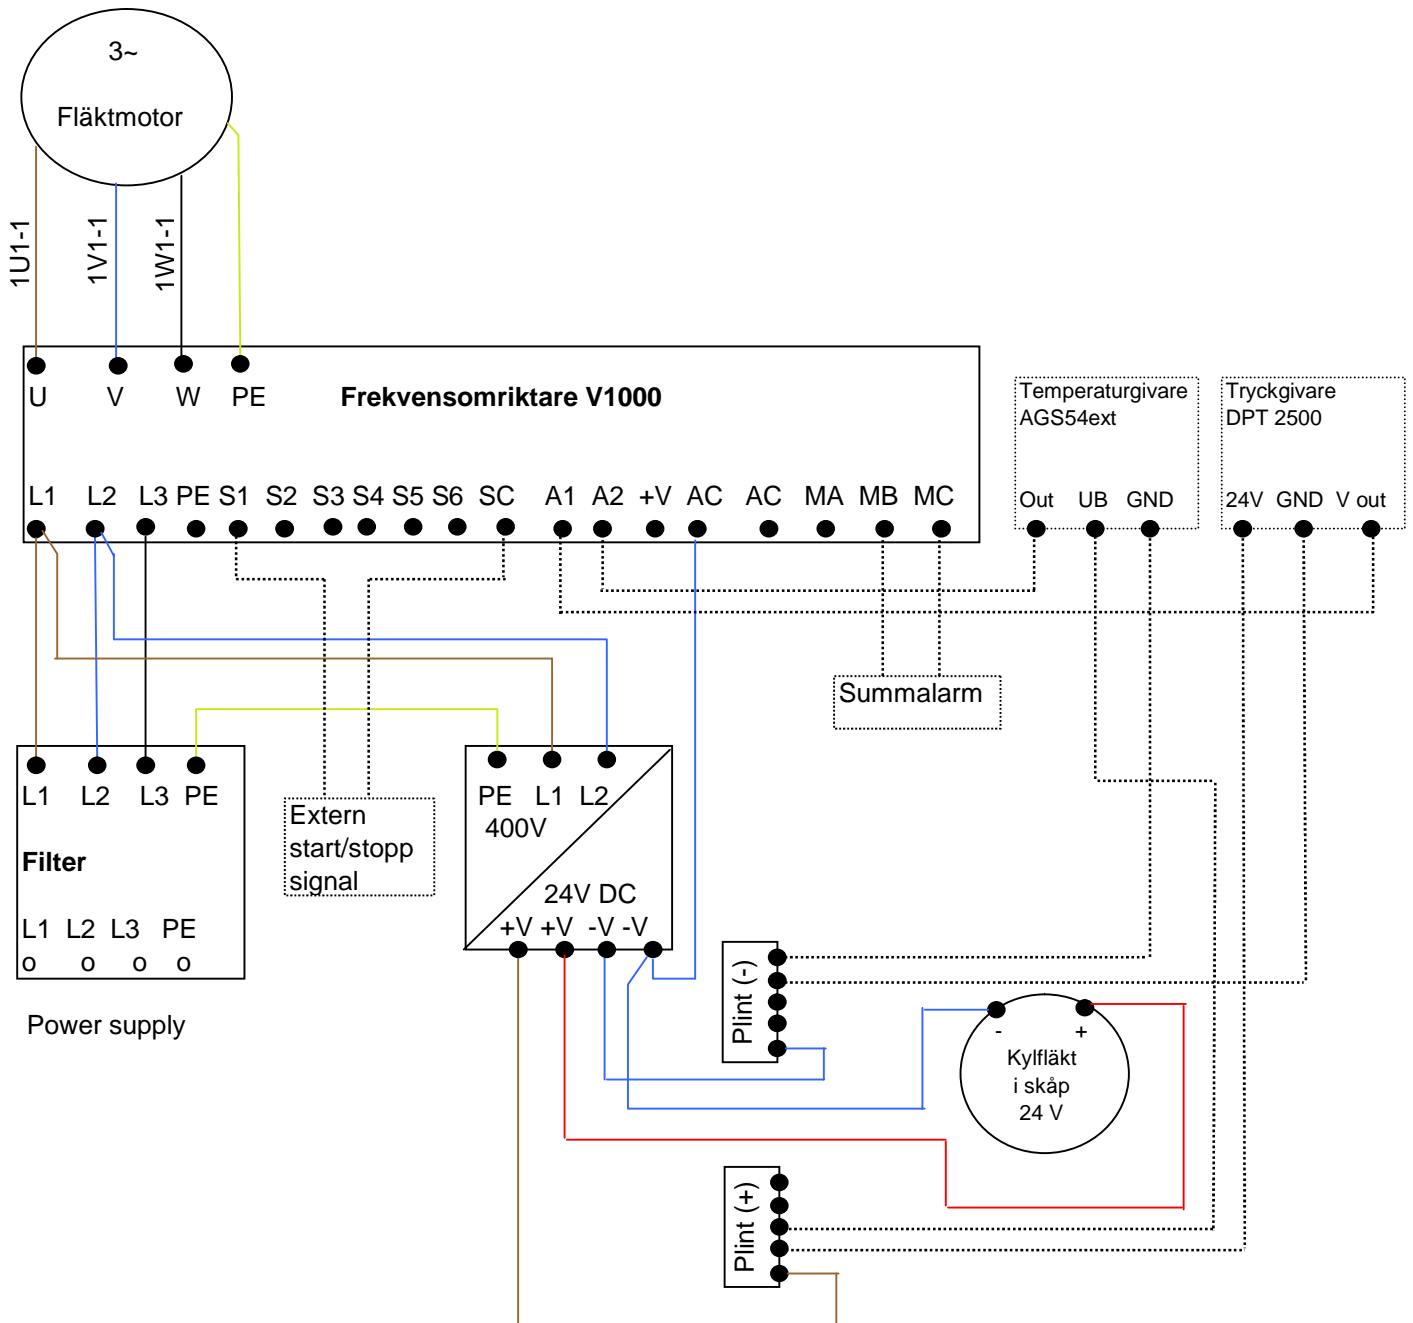 3~
Fläktmotor
1U1-1
1V1-1
1W1-1
U V W PE
Frekvensomriktare V1000
L1 L2 L3 PE S1 S2 S3 S4 S5 S6 SC A1 A2 +V AC AC MA MB MC
Temperaturgivare
AGS54ext
Out UB GND
Tryckgivare
DPT 2500
24V GND V out
Summalarm
L1 L2 L3 PE
Filter
L1 L2 L3 PE
o o o o
Power supply
Extern
start/stopp
signal
PE L1 L2
400V
24V DC
+V +V -V -V
Plint (-)
- +
Kylfläkt
i skåp
24 V
Plint (+)